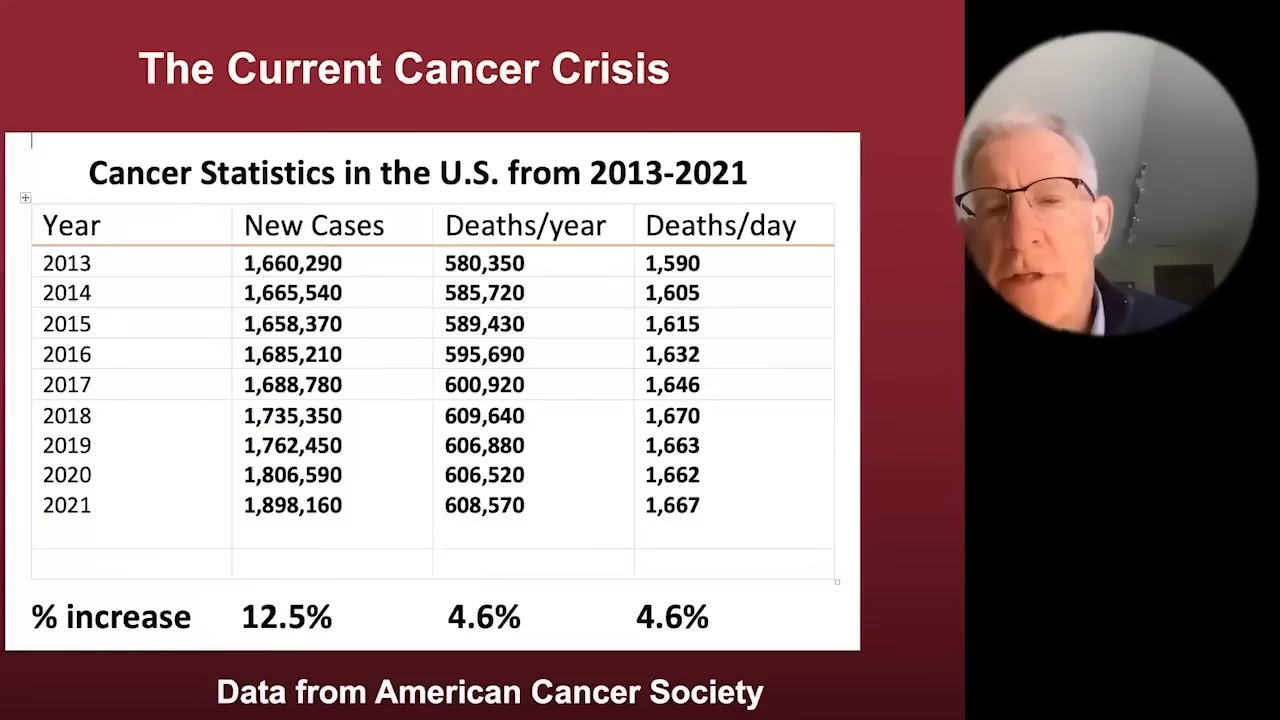 The Current Cancer Crisis
Cancer Statistics in the U.S. from 2013-2021
Year New Cases Deaths/year Deaths/day
2013 1,660,290 580,350 1,590
2014 1,665,540 585,720 1,605
2015 1,658,370 589,430 1,615
2016 1,685,210 595,690 1,632
2017 1,688,780 600,920 1,646
2018 1,735,350 609,640 1,670
2019 1,762,450 606,880 1,663
2020 1,806,590 606,520 1,662
2021 1,898,160 608,570 1,667
% increase 12.5% 4.6% 4.6%
Data from American Cancer Society